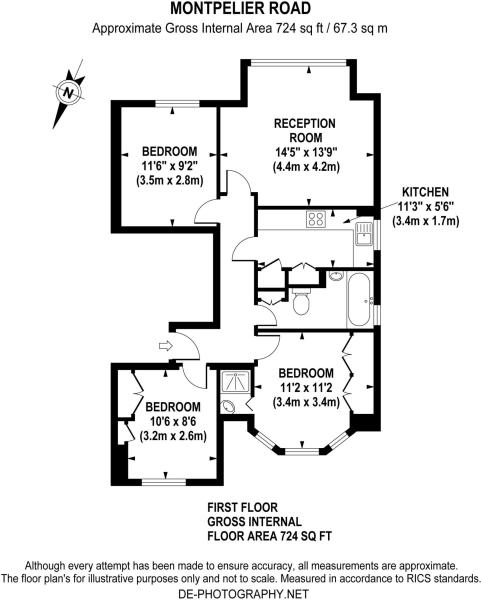 MONTPELIER ROAD
Approximate Gross Internal Area 724 sq ft / 67.3 sq m
N
RECEPTION
ROOM
14'5" x 13'9"
(4.4m x 4.2m)
BEDROOM
11'6" x 9'2"
(3.5m x 2.8m)
KITCHEN
11'3" x 5'6"
(3.4m x 1.7m)
BEDROOM
11'2 x 11'2
(3.4m x 3.4m)
BEDROOM
10'6 x 8'6
(3.2m x 2.6m)
FIRST FLOOR
GROSS INTERNAL
FLOOR AREA 724 SQ FT
Although every attempt has been made to ensure accuracy, all measurements are approximate.
The floor plan's for illustrative purposes only and not to scale. Measured in accordance to RICS standards.
DE-PHOTOGRAPHY.NET